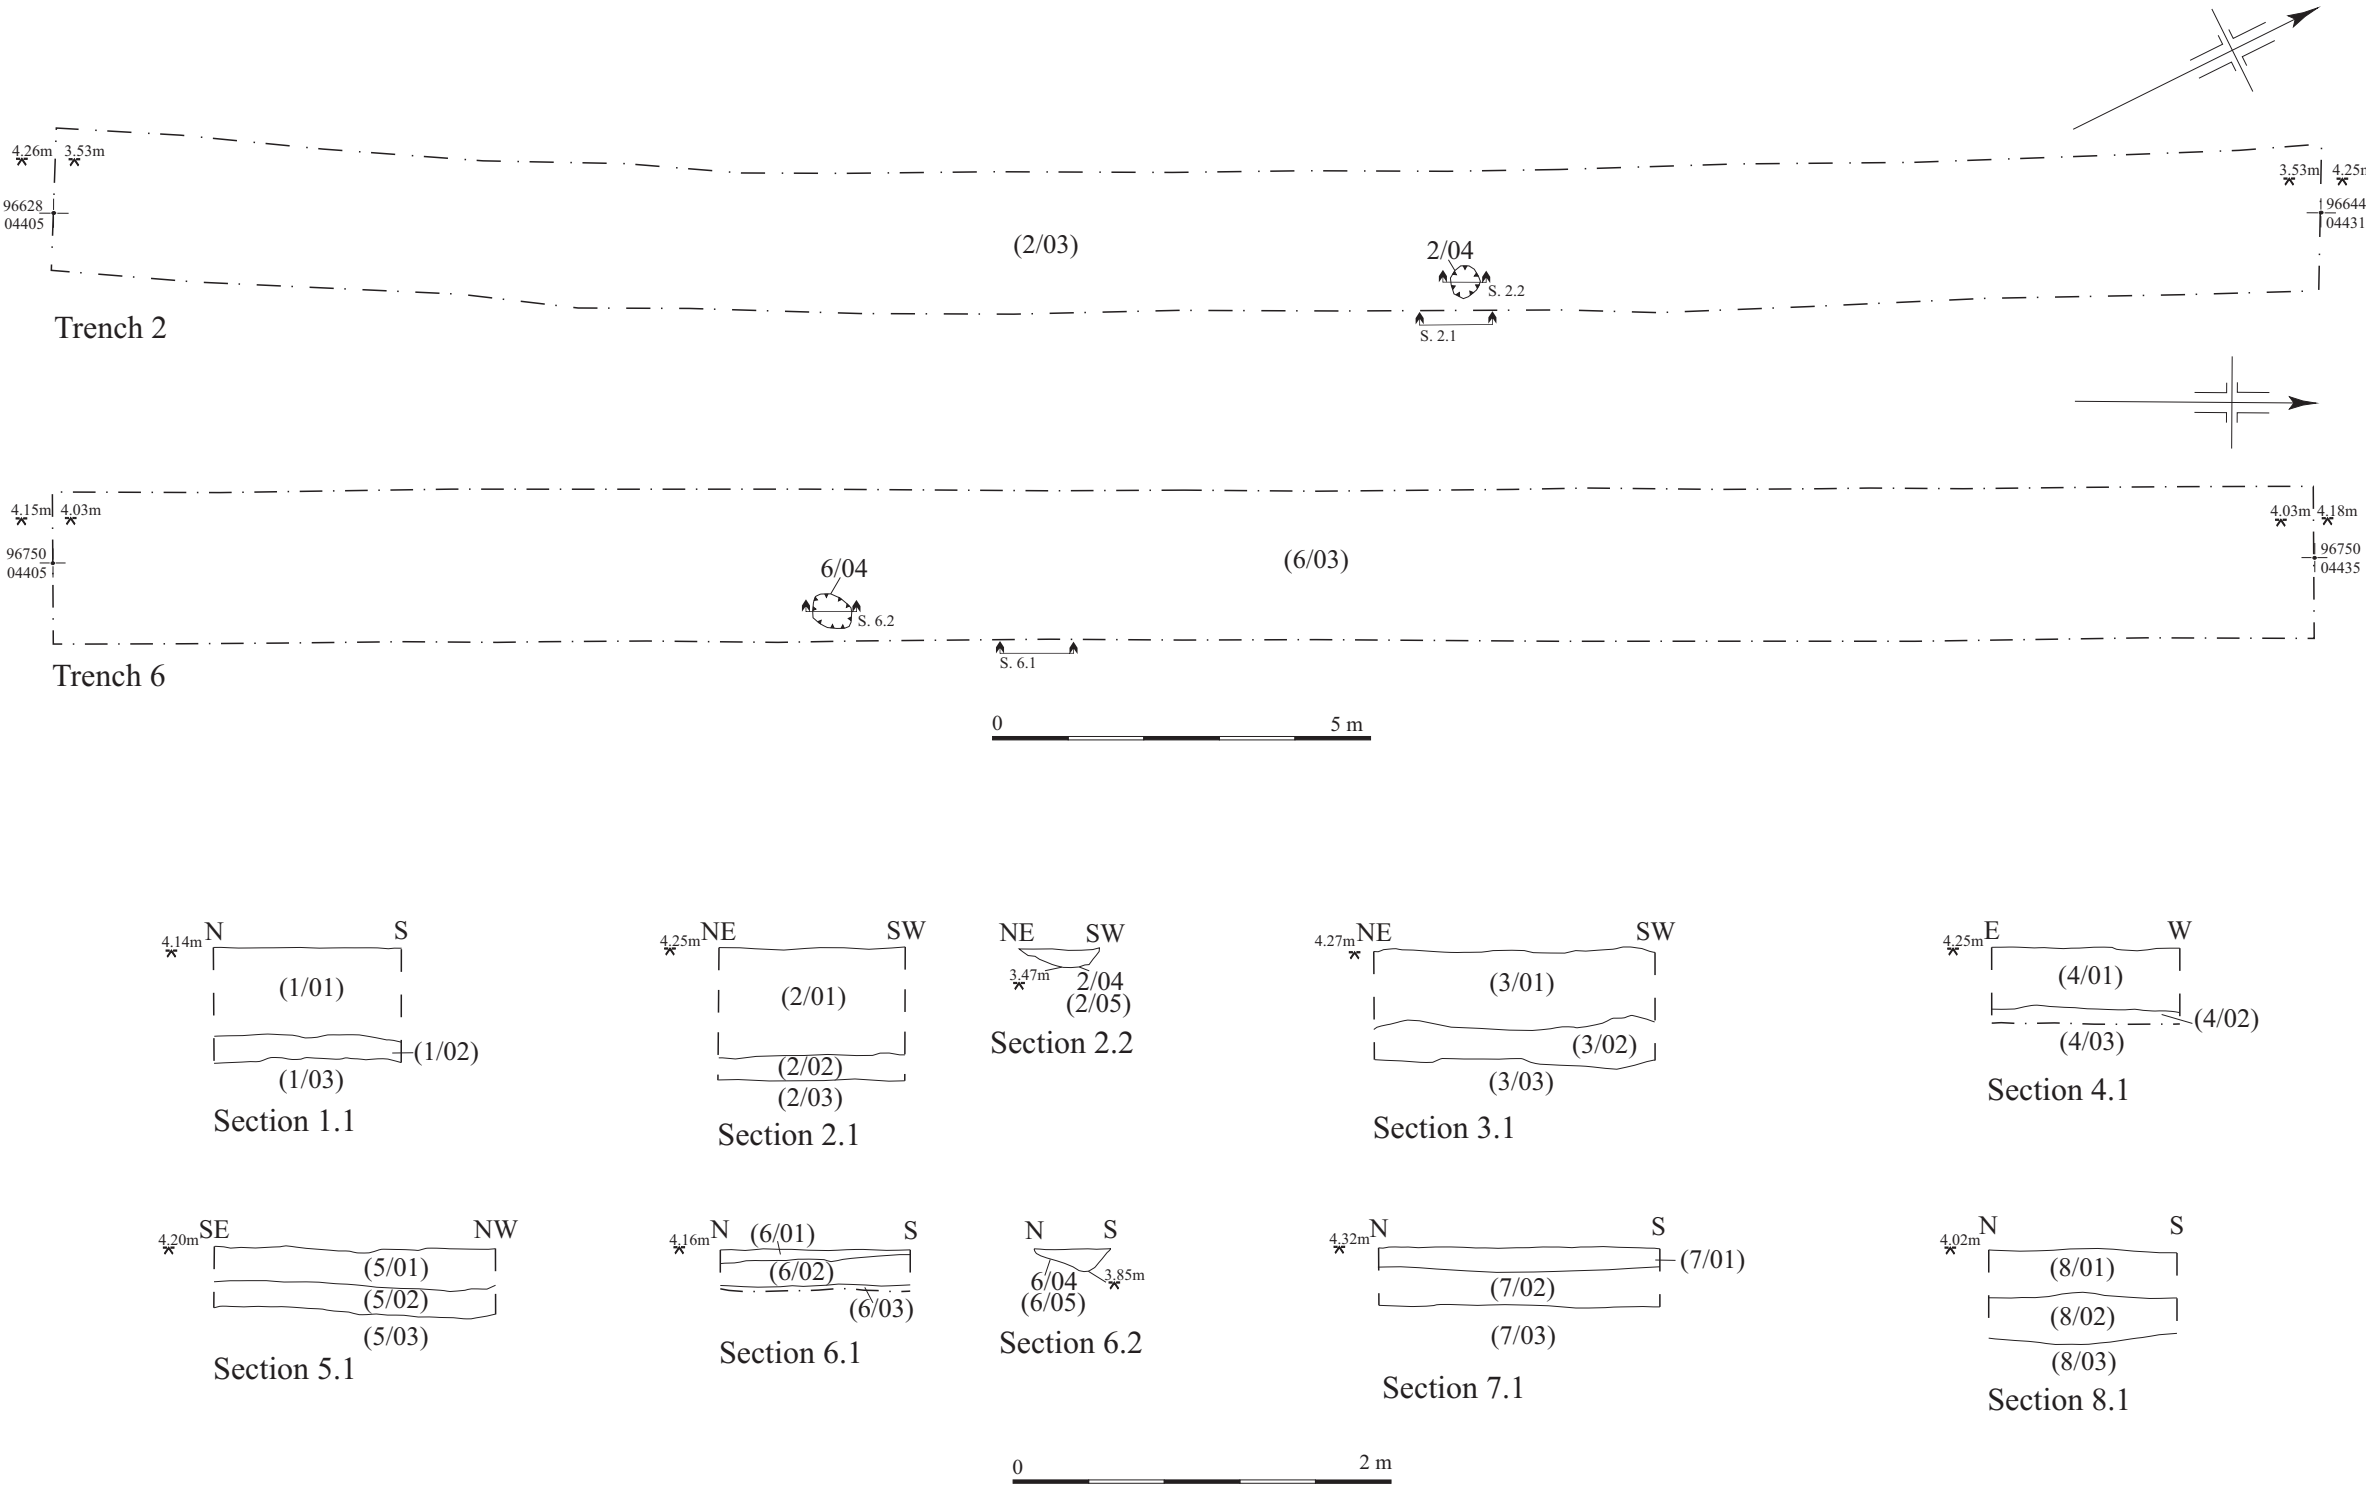 4.26m 3.53m
3.53m 4.25m
96628
04405
96644
04431
(2/03)
2/04
S. 2.2
S. 2.1
Trench 2
4.15m 4.03m
4.03m 4.18m
96750
04405
96750
04435
(6/03)
6/04
S. 6.2
S. 6.1
Trench 6
0 5 m
4.14m N S
(1/01)
(1/02)
(1/03)
Section 1.1
4.25m NE SW
(2/01)
(2/02)
(2/03)
Section 2.1
NE SW
3.47m
2/04
(2/05)
Section 2.2
4.27m NE SW
(3/01)
(3/02)
(3/03)
Section 3.1
4.25m E W
(4/01)
(4/02)
(4/03)
Section 4.1
4.20m SE NW
(5/01)
(5/02)
(5/03)
Section 5.1
4.16m N S
(6/01)
(6/02)
(6/03)
Section 6.1
N S
6/04
3.85m
(6/05)
Section 6.2
4.32m N S
(7/01)
(7/02)
(7/03)
Section 7.1
4.02m N S
(8/01)
(8/02)
(8/03)
Section 8.1
0 2 m